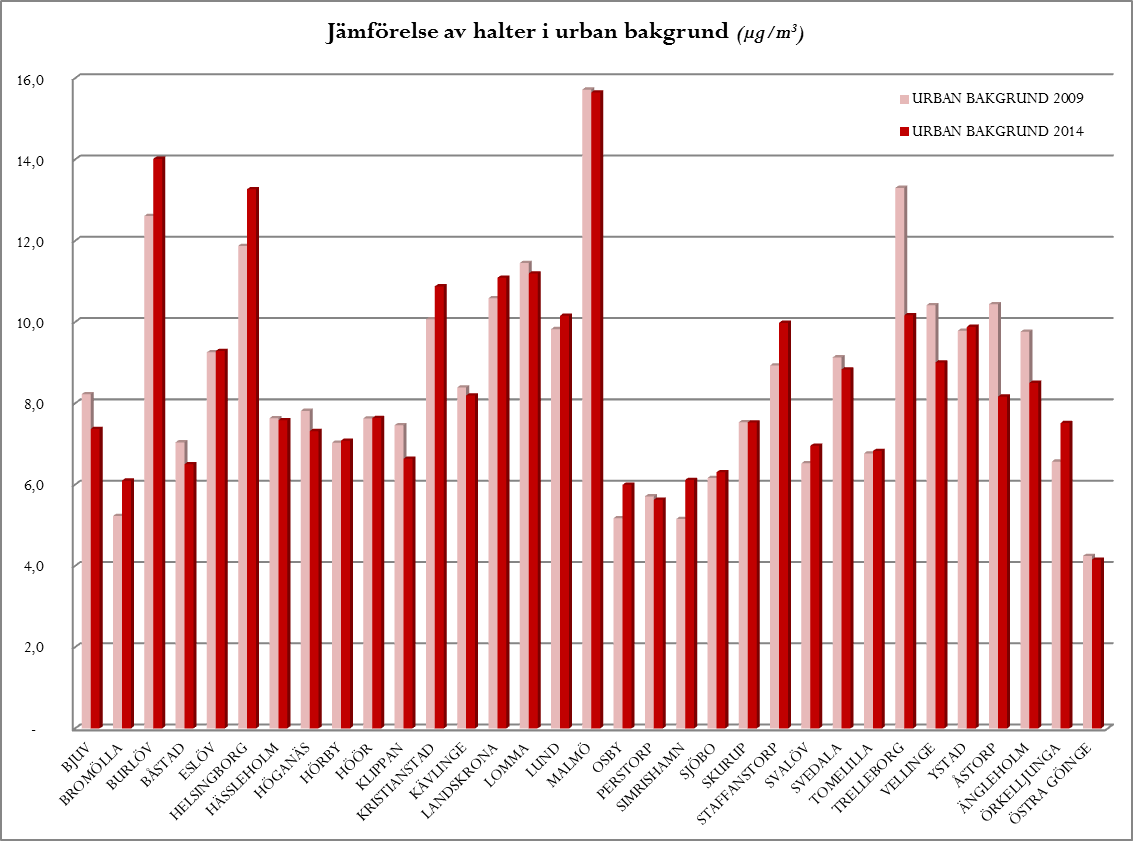 Jämförelse av halter i urban bakgrund (µg/m³)
16,0
14,0
12,0
10,0
8,0
6,0
4,0
2,0
-
URBAN BAKGRUND 2009
URBAN BAKGRUND 2014
BJUV
BROMÖLLA
BURLÖV
BÅSTAD
ESLÖV
HELSINGBORG
HÄSSLEHOLM
HÖGANÄS
HÖRBY
HÖÖR
KLIPPAN
KRISTIANSTAD
KÄVLINGE
LANDSKRONA
LOMMA
LUND
MALMÖ
OSBY
PERSTORP
SIMRISHAMN
SJÖBO
SKURUP
STAFFANSTORP
SVALÖV
SVEDALA
TOMELILLA
TRELLEBORG
VELLINGE
YSTAD
ÅSTORP
ÄNGLEHOLM
ÖRKELLJUNGA
ÖSTRA GÖINGE